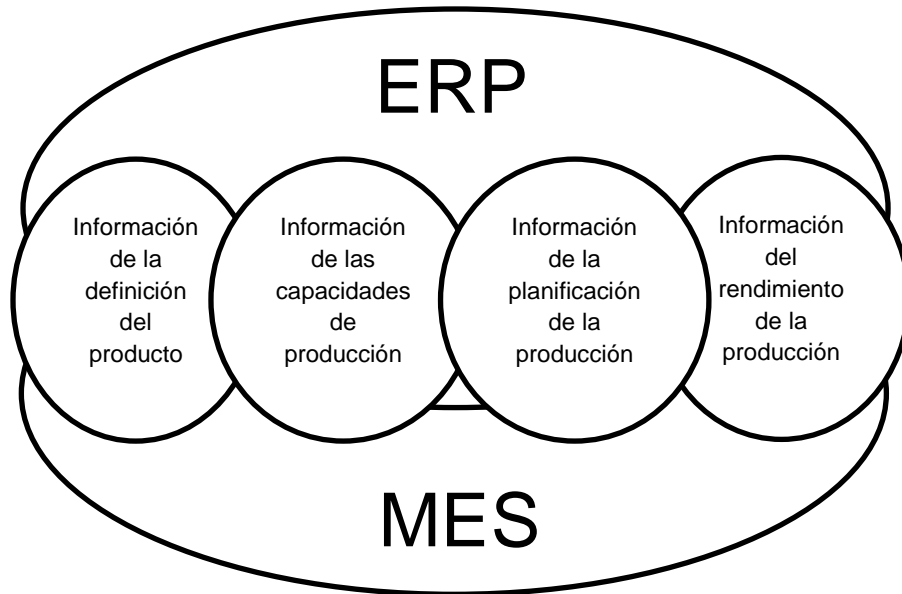 ERP
Información
de la
definición
del
producto
Información
de las
capacidades
de
producción
Información
de la
planificación
de la
producción
Información
del
rendimiento
de la
producción
MES